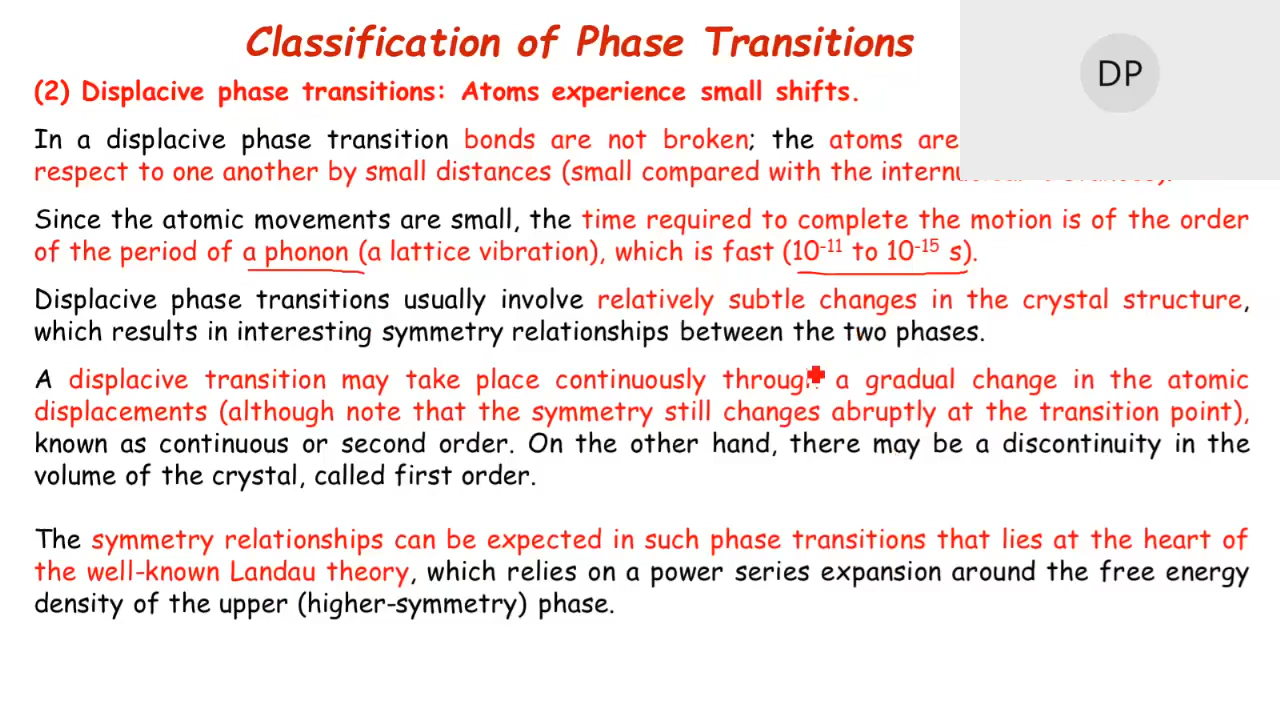 Classification of Phase Transitions
DP
(2) Displacive phase transitions: Atoms experience small shifts.
In a displacive phase transition bonds are not broken; the atoms are
respect to one another by small distances (small compared with the
Since the atomic movements are small, the time required to complete the motion is of the order
of the period of a phonon (a lattice vibration), which is fast (10⁻¹¹ to 10⁻¹⁵ s).
Displacive phase transitions usually involve relatively subtle changes in the crystal structure,
which results in interesting symmetry relationships between the two phases.
A displacive transition may take place continuously through a gradual change in the atomic
displacements (although note that the symmetry still changes abruptly at the transition point),
known as continuous or second order. On the other hand, there may be a discontinuity in the
volume of the crystal, called first order.
The symmetry relationships can be expected in such phase transitions that lies at the heart of
the well-known Landau theory, which relies on a power series expansion around the free energy
density of the upper (higher-symmetry) phase.